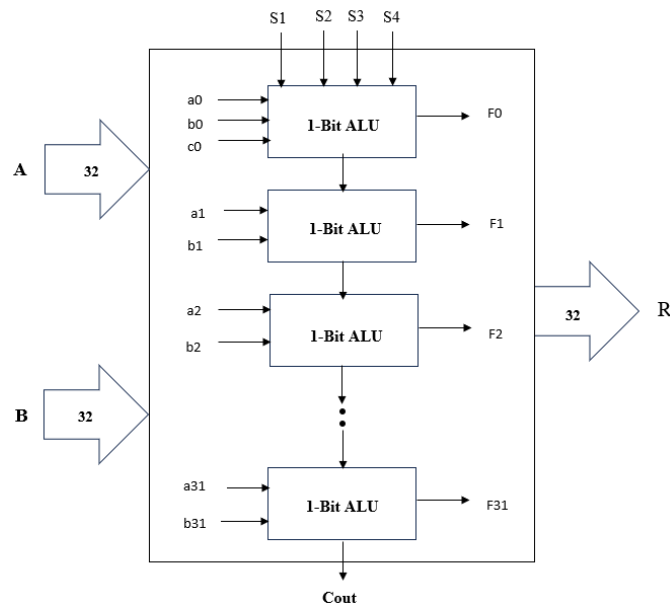 S1 S2 S3 S4
a0
b0
c0
1-Bit ALU
F0
A
32
a1
b1
1-Bit ALU
F1
a2
b2
1-Bit ALU
F2
32
R
B
32
a31
b31
1-Bit ALU
F31
Cout